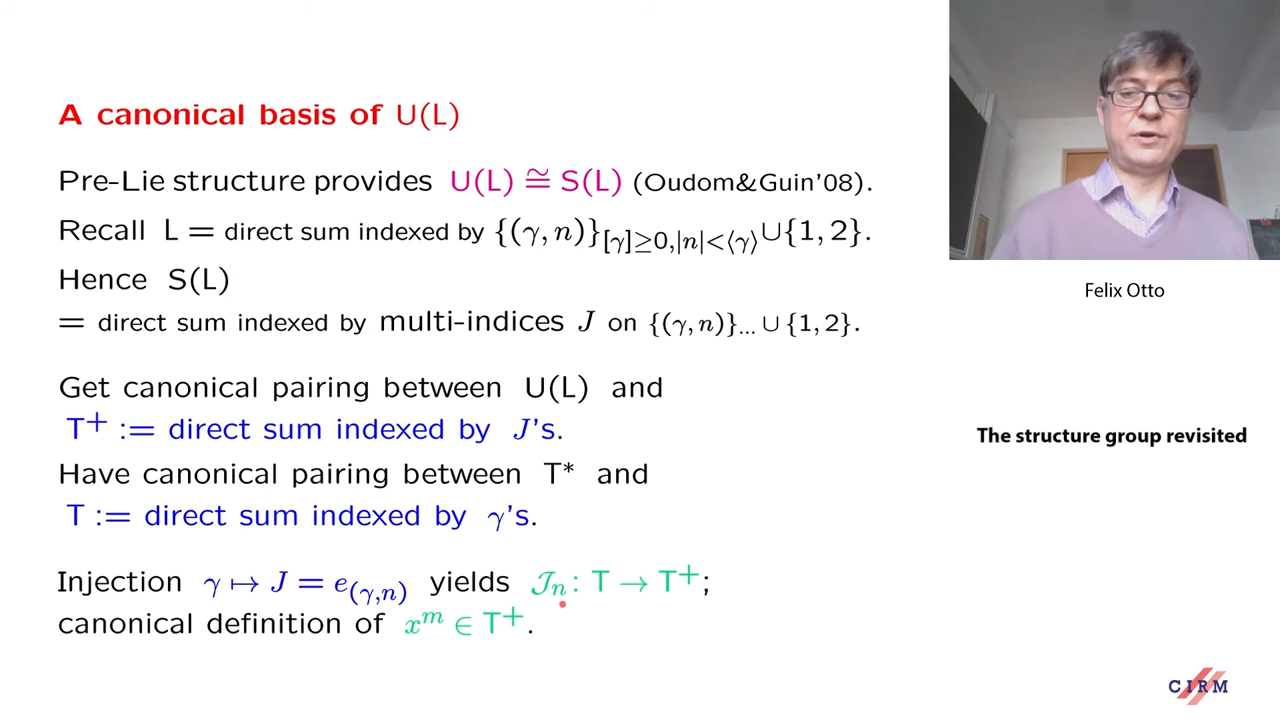 A canonical basis of U(L)
Pre-Lie structure provides U(L) ≅ S(L) (Oudom&Guin'08).
Recall L = direct sum indexed by {(γ, n)}_{[γ]≥0,|n|<⟨γ⟩} ∪{1, 2}.
Hence S(L)
= direct sum indexed by multi-indices J on {(γ, n)}_{...} ∪ {1, 2}.
Get canonical pairing between U(L) and
T⁺ := direct sum indexed by J's.
Have canonical pairing between T* and
T := direct sum indexed by γ's.
Injection γ ↦ J = e_{(γ,n)} yields 𝒥ₙ: T → T⁺;
canonical definition of xᵐ ∈ T⁺.
Felix Otto
The structure group revisited
CIRM